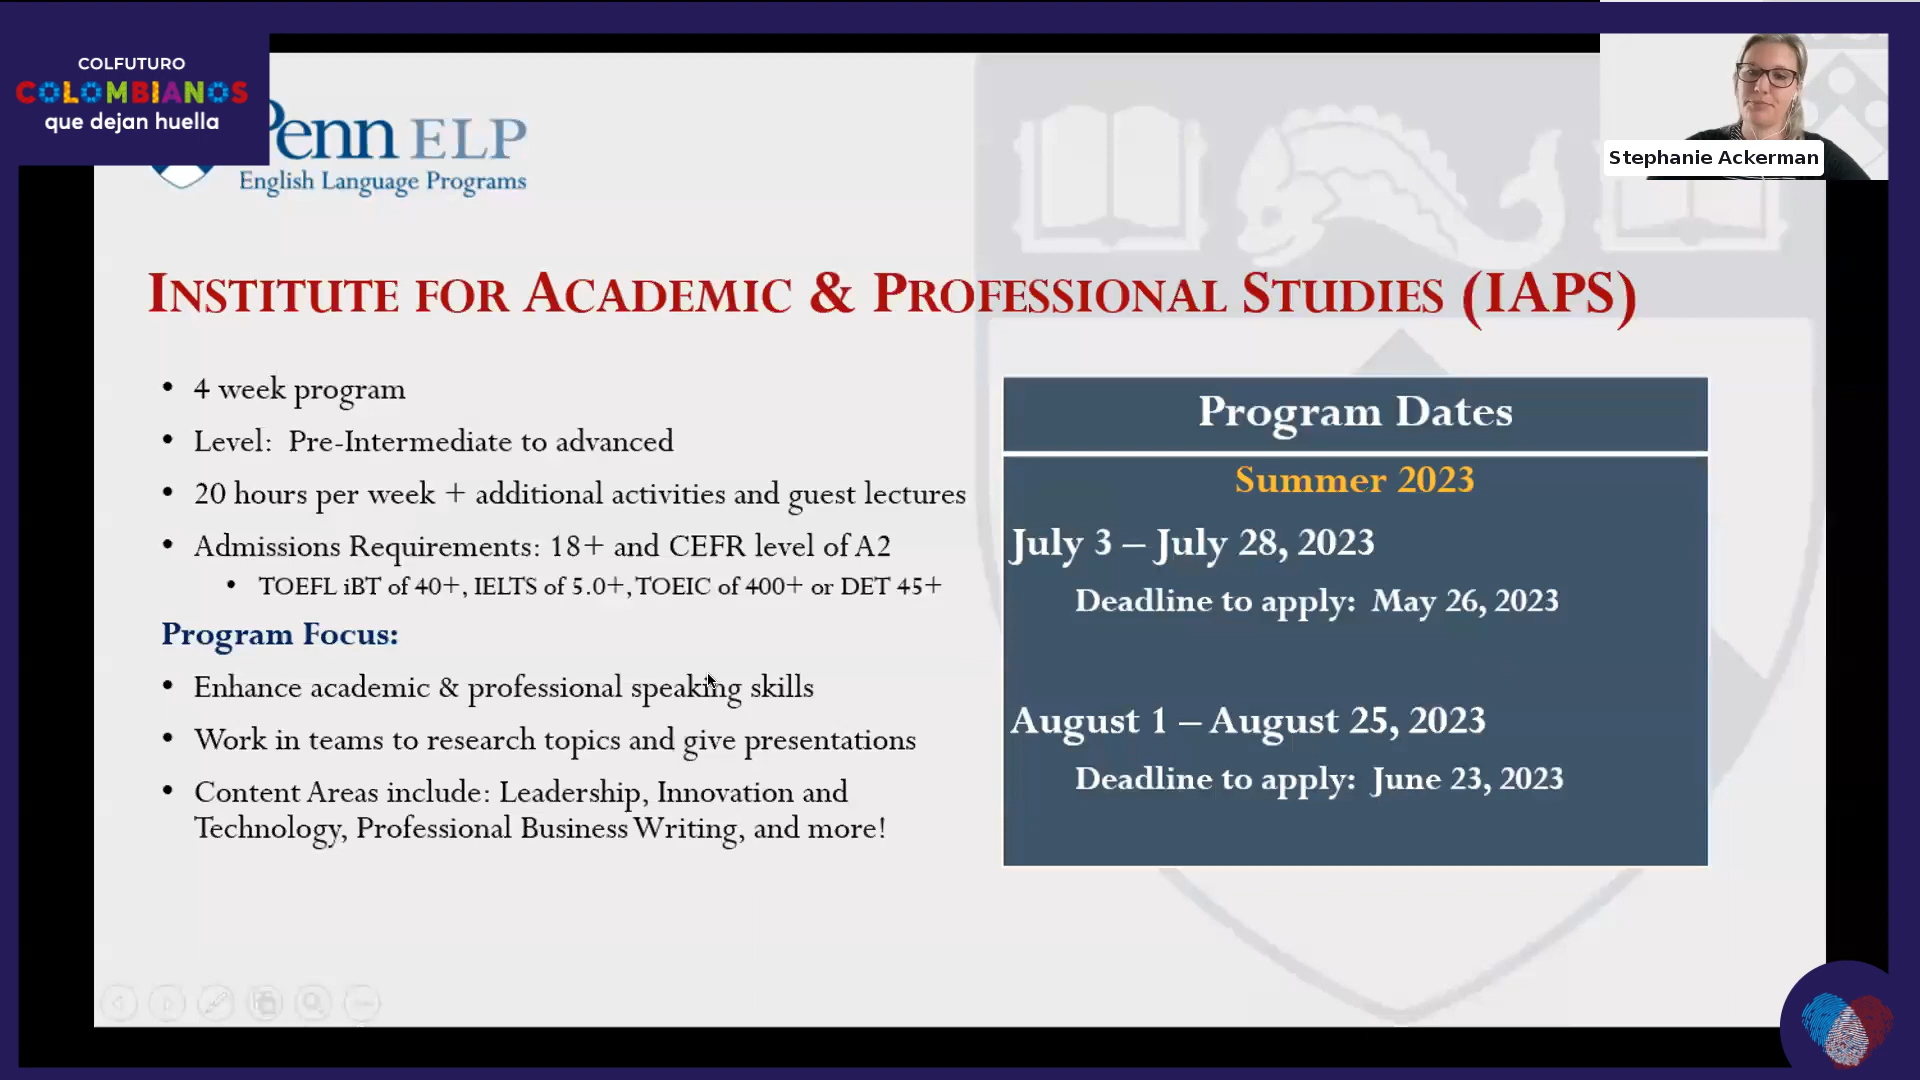 COLFUTURO
COLOMBIANOS
que dejan huella
Penn ELP
English Language Programs
Stephanie Ackerman
INSTITUTE FOR ACADEMIC & PROFESSIONAL STUDIES (IAPS)
• 4 week program
• Level:  Pre-Intermediate to advanced
• 20 hours per week + additional activities and guest lectures
• Admissions Requirements: 18+ and CEFR level of A2
• TOEFL iBT of 40+, IELTS of 5.0+, TOEIC of 400+ or DET 45+
Program Focus:
• Enhance academic & professional speaking skills
• Work in teams to research topics and give presentations
• Content Areas include: Leadership, Innovation and
Technology, Professional Business Writing, and more!
Program Dates
Summer 2023
July 3 – July 28, 2023
Deadline to apply:  May 26, 2023
August 1 – August 25, 2023
Deadline to apply:  June 23, 2023